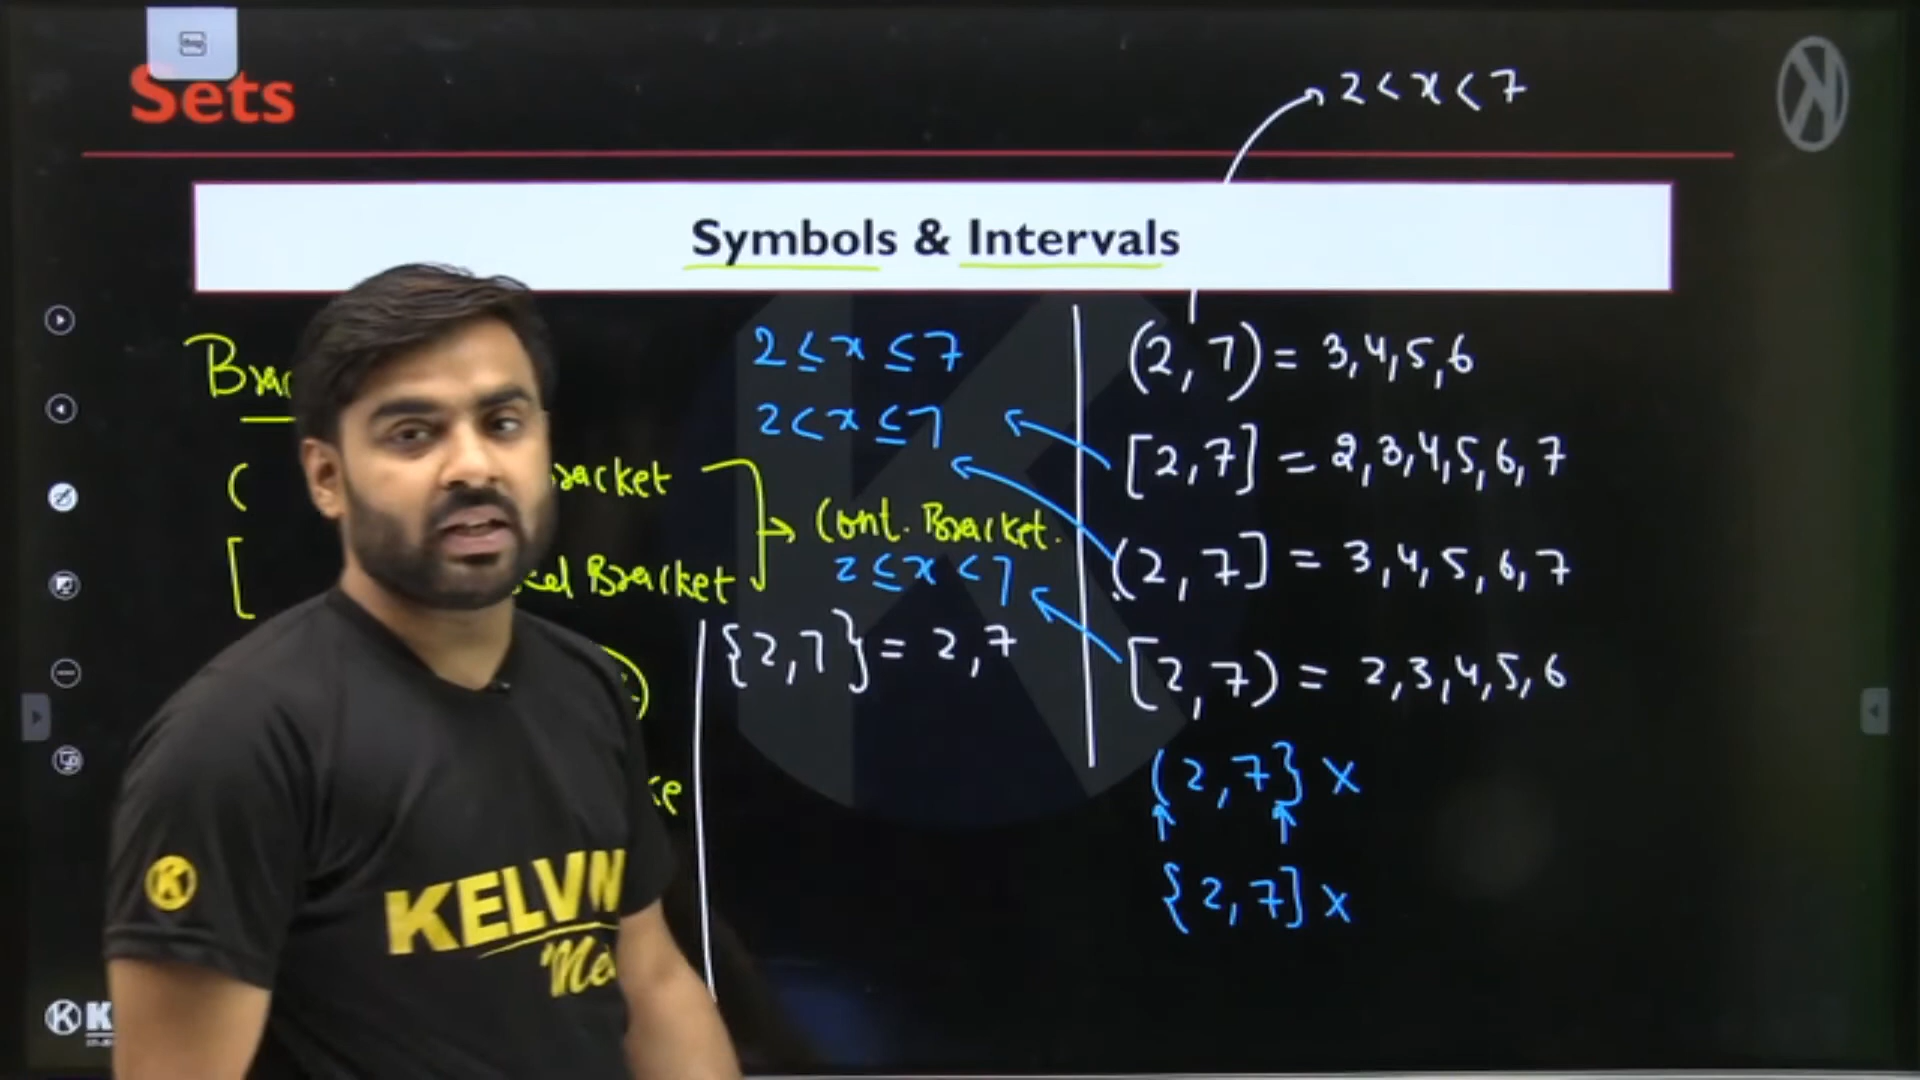 Sets
2 < x < 7
Symbols & Intervals
2 ≤ x ≤ 7
2 < x ≤ 7
(
[
Bracket
Cont. Bracket.
2 ≤ x < 7
{2,7} = 2,7
(2,7) = 3,4,5,6
[2,7] = 2,3,4,5,6,7
(2,7] = 3,4,5,6,7
[2,7) = 2,3,4,5,6
(2,7} x
{2,7] x
K
KELVN
K